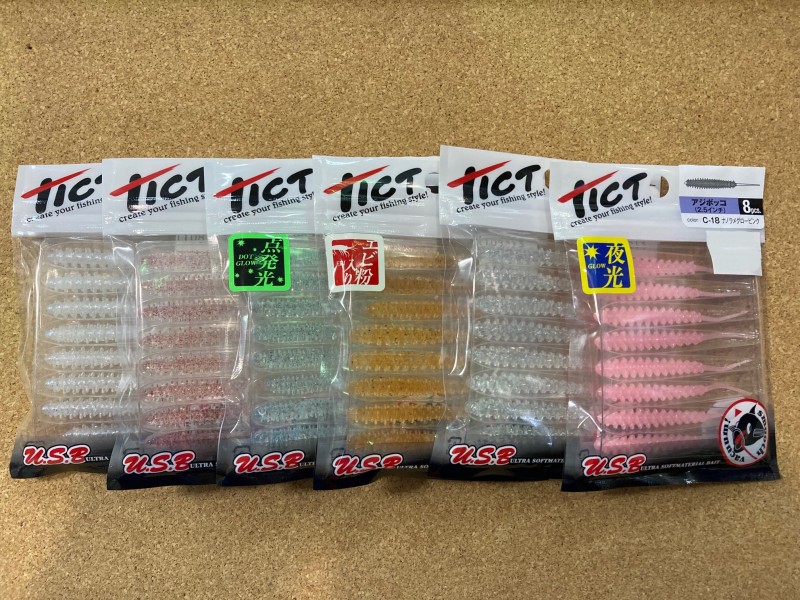 TICT
create your fishing style!
U.S.B ULTRA
TICT
create your fishing style!
U.S.B ULTRA
TICT
create your fishing style!
点発光
DOT GLOW
U.S.B ULTRA
TICT
create your fishing style!
エビ粉入り
U.S.B ULTRA
TICT
create your fishing style!
U.S.B ULTRA SOFTMATERIAL
TICT
create your fishing style!
夜光
GLOW
アジボッコ
(2.5インチ)
8pcs.
color C-18 ナノラメグローピンク
U.S.B ULTRA SOFTMATERIAL BAIT